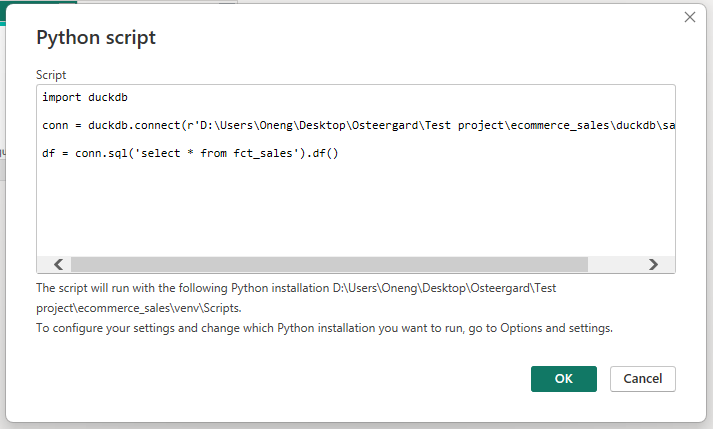 Python script
Script
import duckdb
conn = duckdb.connect(r'D:\Users\Oneng\Desktop\Osteergard\Test project\ecommerce_sales\duckdb\sa
df = conn.sql('select * from fct_sales').df()
The script will run with the following Python installation D:\Users\Oneng\Desktop\Osteergard\Test
project\ecommerce_sales\venv\Scripts.
To configure your settings and change which Python installation you want to run, go to Options and settings.
OK Cancel